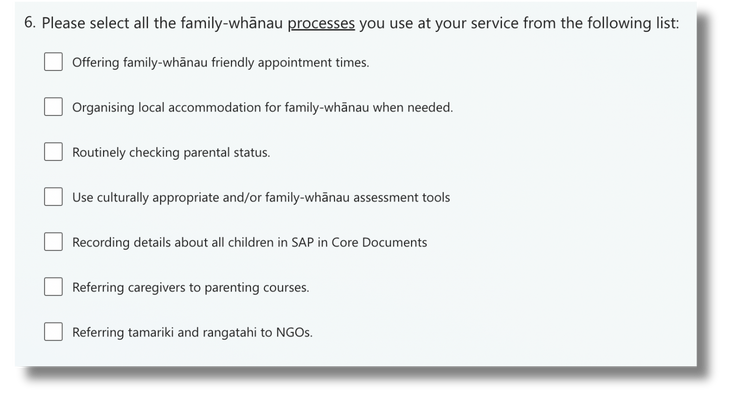 6. Please select all the family-whānau processes you use at your service from the following list:
Offering family-whānau friendly appointment times.
Organising local accommodation for family-whānau when needed.
Routinely checking parental status.
Use culturally appropriate and/or family-whānau assessment tools
Recording details about all children in SAP in Core Documents
Referring caregivers to parenting courses.
Referring tamariki and rangatahi to NGOs.